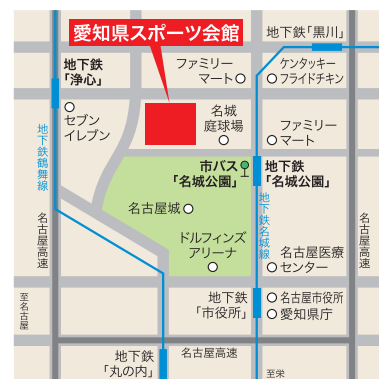 愛知県スポーツ会館
地下鉄「黒川」
地下鉄
「浄心」
ファミリー
マート
ケンタッキー
フライドチキン
セブン
イレブン
名城
庭球場
ファミリー
マート
地下鉄鶴舞線
市バス
「名城公園」
地下鉄
「名城公園」
名古屋城
地下鉄名城線
名古屋高速
名古屋高速
ドルフィンズ
アリーナ
名古屋医療
センター
至名古屋
地下鉄
「市役所」
名古屋市役所
愛知県庁
地下鉄
「丸の内」
名古屋高速
至栄